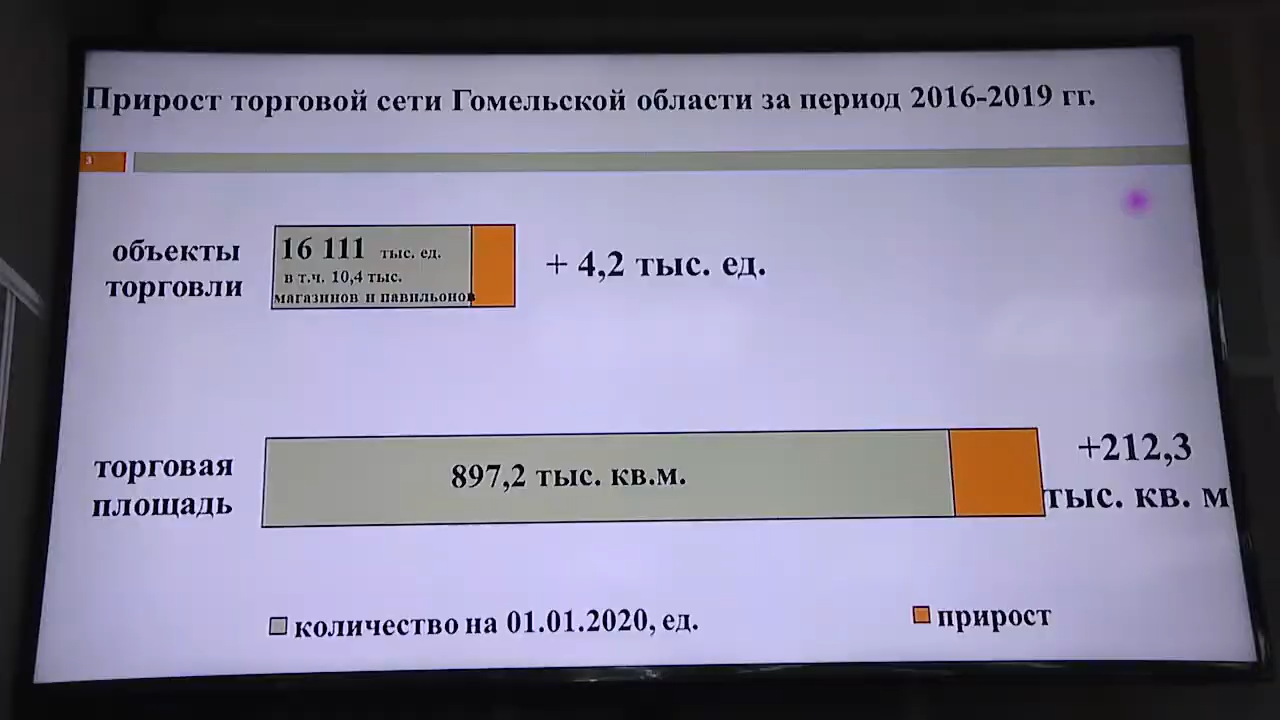 Прирост торговой сети Гомельской области за период 2016-2019 гг.
3
объекты
торговли
16 111 тыс. ед.
в т.ч. 10,4 тыс.
магазинов и павильонов
+ 4,2 тыс. ед.
торговая
площадь
897,2 тыс. кв.м.
+212,3
тыс. кв. м
количество на 01.01.2020, ед.
прирост